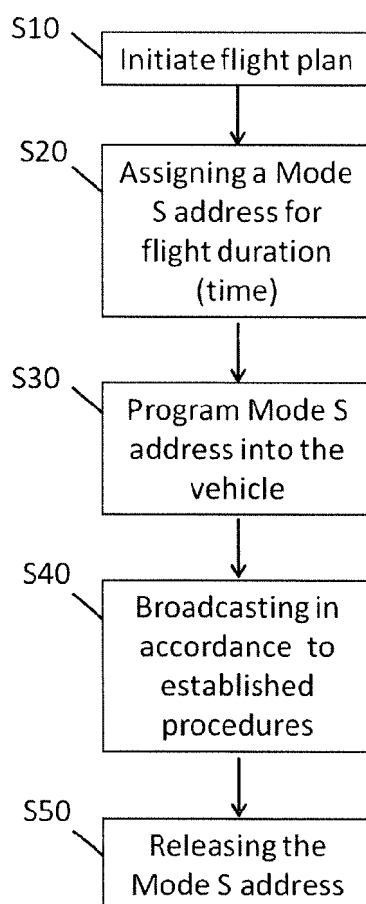 S10
Initiate flight plan
S20
Assigning a Mode
S address for
flight duration
(time)
S30
Program Mode S
address into the
vehicle
S40
Broadcasting in
accordance to
established
procedures
S50
Releasing the
Mode S address